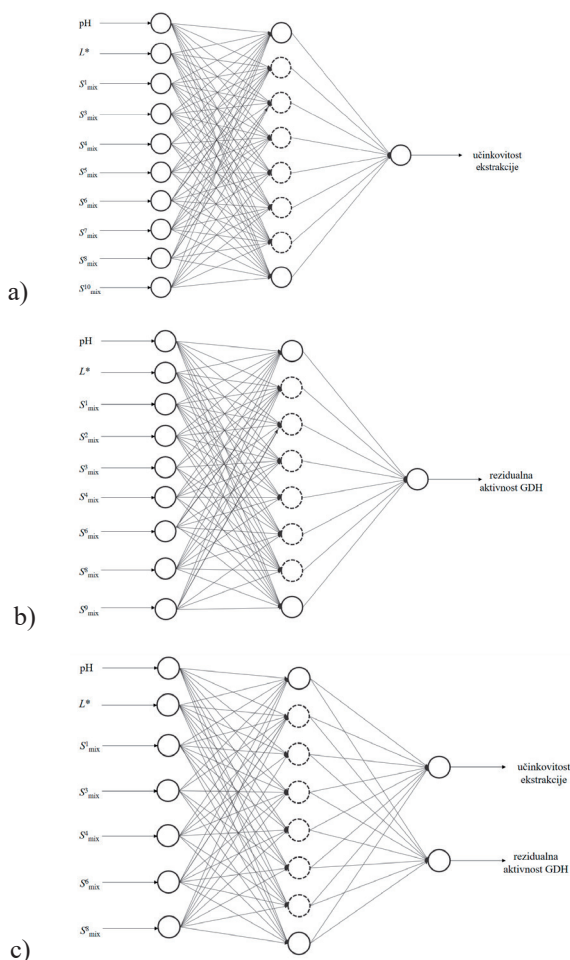 pH
L*
S¹mix
S³mix
S⁴mix
S⁵mix
S⁶mix
S⁷mix
S⁸mix
S¹⁰mix
učinkovitost
ekstrakcije
a)
pH
L*
S¹mix
S²mix
S³mix
S⁴mix
S⁶mix
S⁸mix
S⁹mix
rezidualna
aktivnost GDH
b)
pH
L*
S¹mix
S³mix
S⁴mix
S⁶mix
S⁸mix
učinkovitost
ekstrakcije
rezidualna
aktivnost GDH
c)